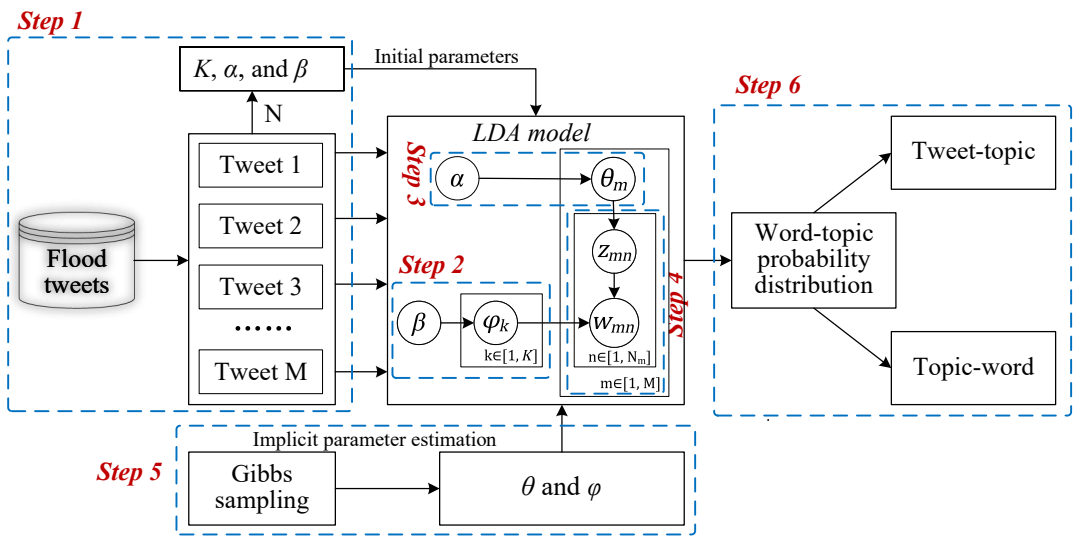 Step 1
K, α, and β
Initial parameters
N
Flood
tweets
Tweet 1
Tweet 2
Tweet 3
……
Tweet M
LDA model
Step 3
α
θm
Step 2
β
φk
k∈[1, K]
zmn
wmn
n∈[1, Nm]
m∈[1, M]
Step 4
Step 5
Implicit parameter estimation
Gibbs
sampling
θ and φ
Step 6
Word-topic
probability
distribution
Tweet-topic
Topic-word